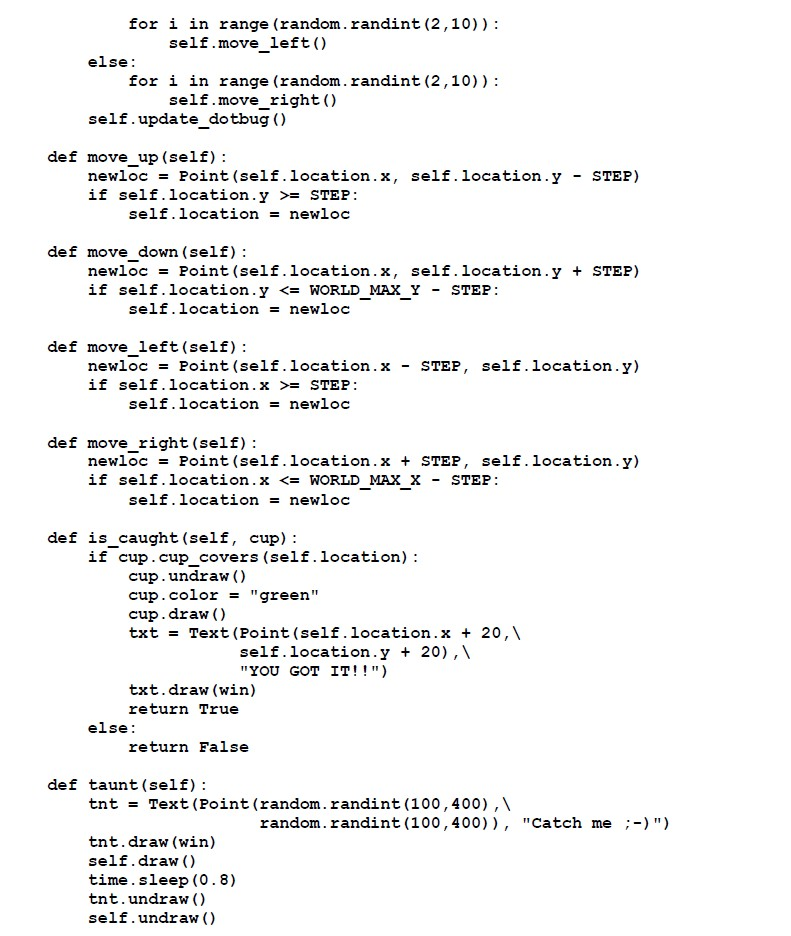 for i in range(random.randint(2,10)):
            self.move_left()
    else:
        for i in range(random.randint(2,10)):
            self.move_right()
    self.update_dotbug()

def move_up(self):
    newloc = Point(self.location.x, self.location.y - STEP)
    if self.location.y >= STEP:
        self.location = newloc

def move_down(self):
    newloc = Point(self.location.x, self.location.y + STEP)
    if self.location.y <= WORLD_MAX_Y - STEP:
        self.location = newloc

def move_left(self):
    newloc = Point(self.location.x - STEP, self.location.y)
    if self.location.x >= STEP:
        self.location = newloc

def move_right(self):
    newloc = Point(self.location.x + STEP, self.location.y)
    if self.location.x <= WORLD_MAX_X - STEP:
        self.location = newloc

def is_caught(self, cup):
    if cup.cup_covers(self.location):
        cup.undraw()
        cup.color = "green"
        cup.draw()
        txt = Text(Point(self.location.x + 20,\
                   self.location.y + 20),\
                   "YOU GOT IT!!")
        txt.draw(win)
        return True
    else:
        return False

def taunt(self):
    tnt = Text(Point(random.randint(100,400),\
                     random.randint(100,400)), "Catch me ;-)")
    tnt.draw(win)
    self.draw()
    time.sleep(0.8)
    tnt.undraw()
    self.undraw()